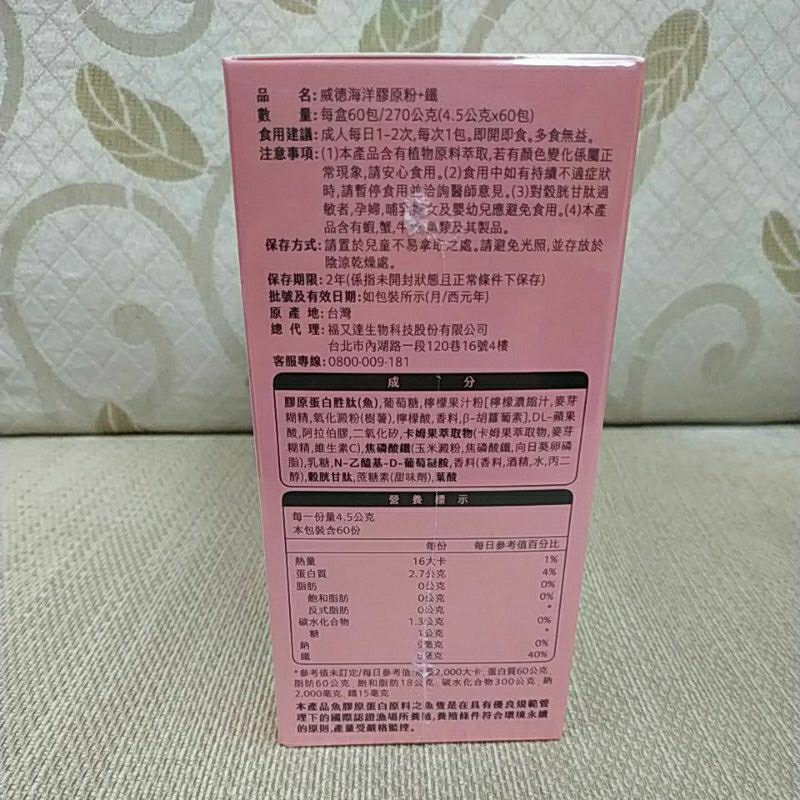 品　　名:威德海洋膠原粉+鐵
數　　量:每盒60包/270公克(4.5公克x60包)
食用建議:成人每日1-2次,每次1包。即開即食。多食無益。
注意事項:(1)本產品含有植物原料萃取,若有顏色變化係屬正
常現象,請安心食用。(2)食用中如有持續不適症狀
時,請暫停食用並洽詢醫師意見。(3)對穀胱甘肽過
敏者,孕婦,哺乳婦女及嬰幼兒應避免食用。(4)本產
品含有蝦,蟹,牛奶,魚類及其製品。
保存方式:請置於兒童不易拿取之處。請避免光照,並存放於
陰涼乾燥處。
保存期限:2年(係指未開封狀態且正常條件下保存)
批號及有效日期:如包裝所示(月/西元年)
原 產 地:台灣
總 代 理:福又達生物科技股份有限公司
台北市內湖路一段120巷16號4樓
客服專線:0800-009-181
成　分
膠原蛋白胜肽(魚),葡萄糖,檸檬果汁粉[檸檬濃縮汁,麥芽
糊精,氧化澱粉(樹薯),檸檬酸,香料,β-胡蘿蔔素],DL-蘋果
酸,阿拉伯膠,二氧化矽,卡姆果萃取物(卡姆果萃取物,麥芽
糊精,維生素C),焦磷酸鐵(玉米澱粉,焦磷酸鐵,向日葵卵磷
脂),乳糖,N-乙醯基-D-葡萄醣胺,香料(香料,酒精,水,丙二
醇),穀胱甘肽,蔗糖素(甜味劑),葉酸
營養標示
每一份量4.5公克
本包裝含60份
每份　每日參考值百分比
熱量　16大卡　1%
蛋白質　2.7公克　4%
脂肪　0公克　0%
飽和脂肪　0公克　0%
反式脂肪　0公克　*
碳水化合物　1.3公克　0%
糖　1公克　*
鈉　毫克　0%
鐵　毫克　40%
*參考值未訂定/每日參考值:熱量2,000大卡、蛋白質60公克、
脂肪60公克、飽和脂肪18公克、碳水化合物300公克、鈉
2,000毫克、鐵15毫克
本產品魚膠原蛋白原料之魚隻是在具有優良規範管
理下的國際認證漁場所養殖,養殖條件符合環境永續
的原則,產量受嚴格監控。